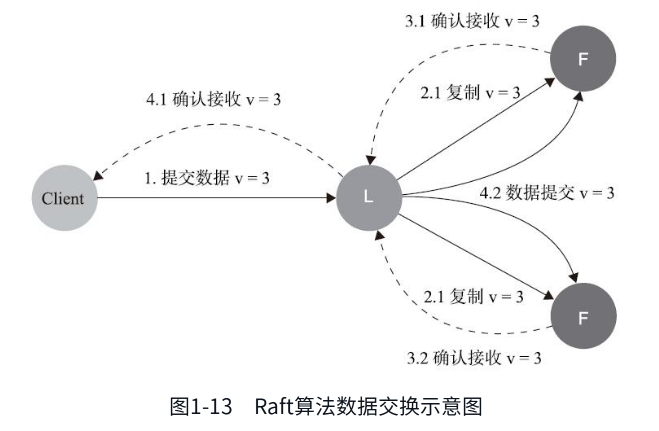 3.1 确认接收 v = 3
F
2.1 复制 v = 3
4.1 确认接收 v = 3
1. 提交数据 v = 3
Client
L
4.2 数据提交 v = 3
2.1 复制 v = 3
F
3.2 确认接收 v = 3
图1-13 Raft算法数据交换示意图